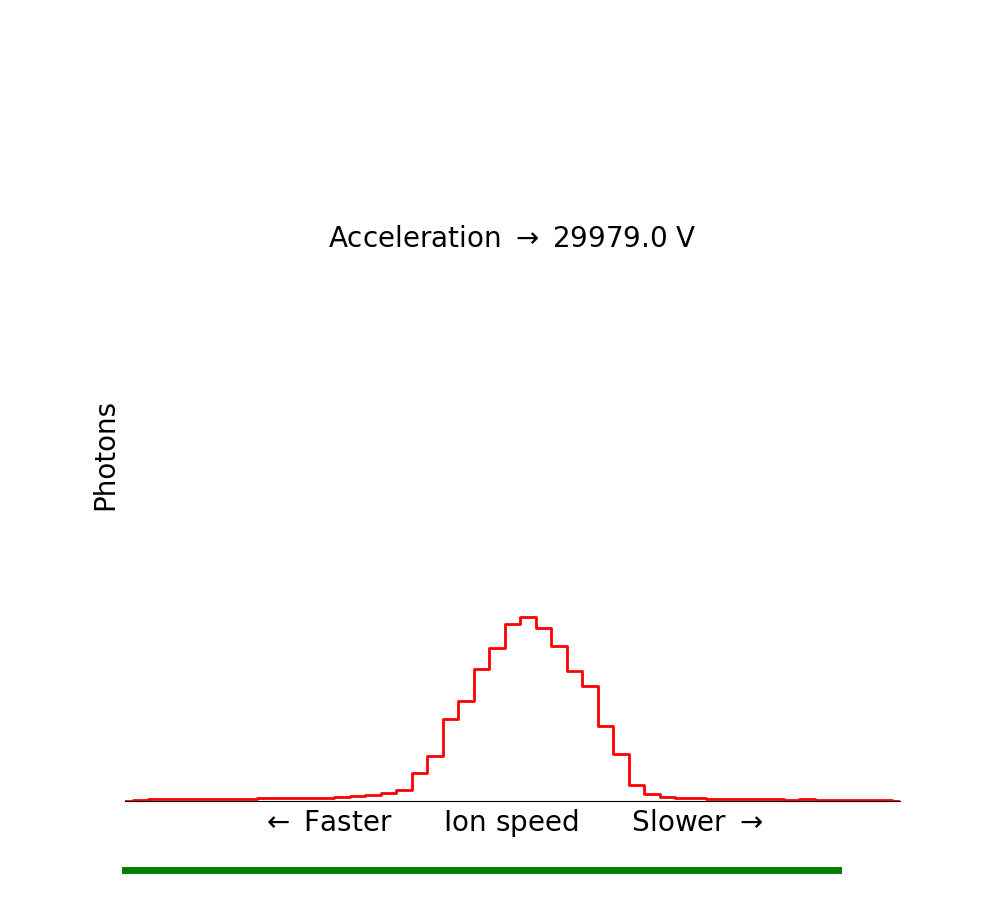 Acceleration → 29979.0 V
Photons
← Faster Ion speed Slower →